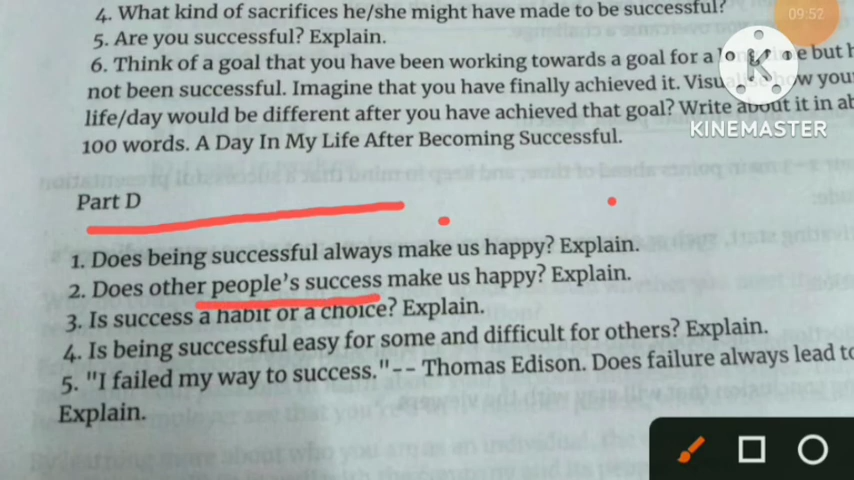 4. What kind of sacrifices he/she might have made to be successful?
09:52
5. Are you successful? Explain.
6. Think of a goal that you have been working towards a goal for a but
not been successful. Imagine that you have finally achieved it. how
life/day would be different after you have achieved that goal? Write about it in
100 words. A Day In My Life After Becoming Successful.
KINEMASTER
Part D
1. Does being successful always make us happy? Explain.
2. Does other people's success make us happy? Explain.
3. Is success a habit or a choice? Explain.
4. Is being successful easy for some and difficult for others? Explain.
5. "I failed my way to success."-- Thomas Edison. Does failure always lead
Explain.